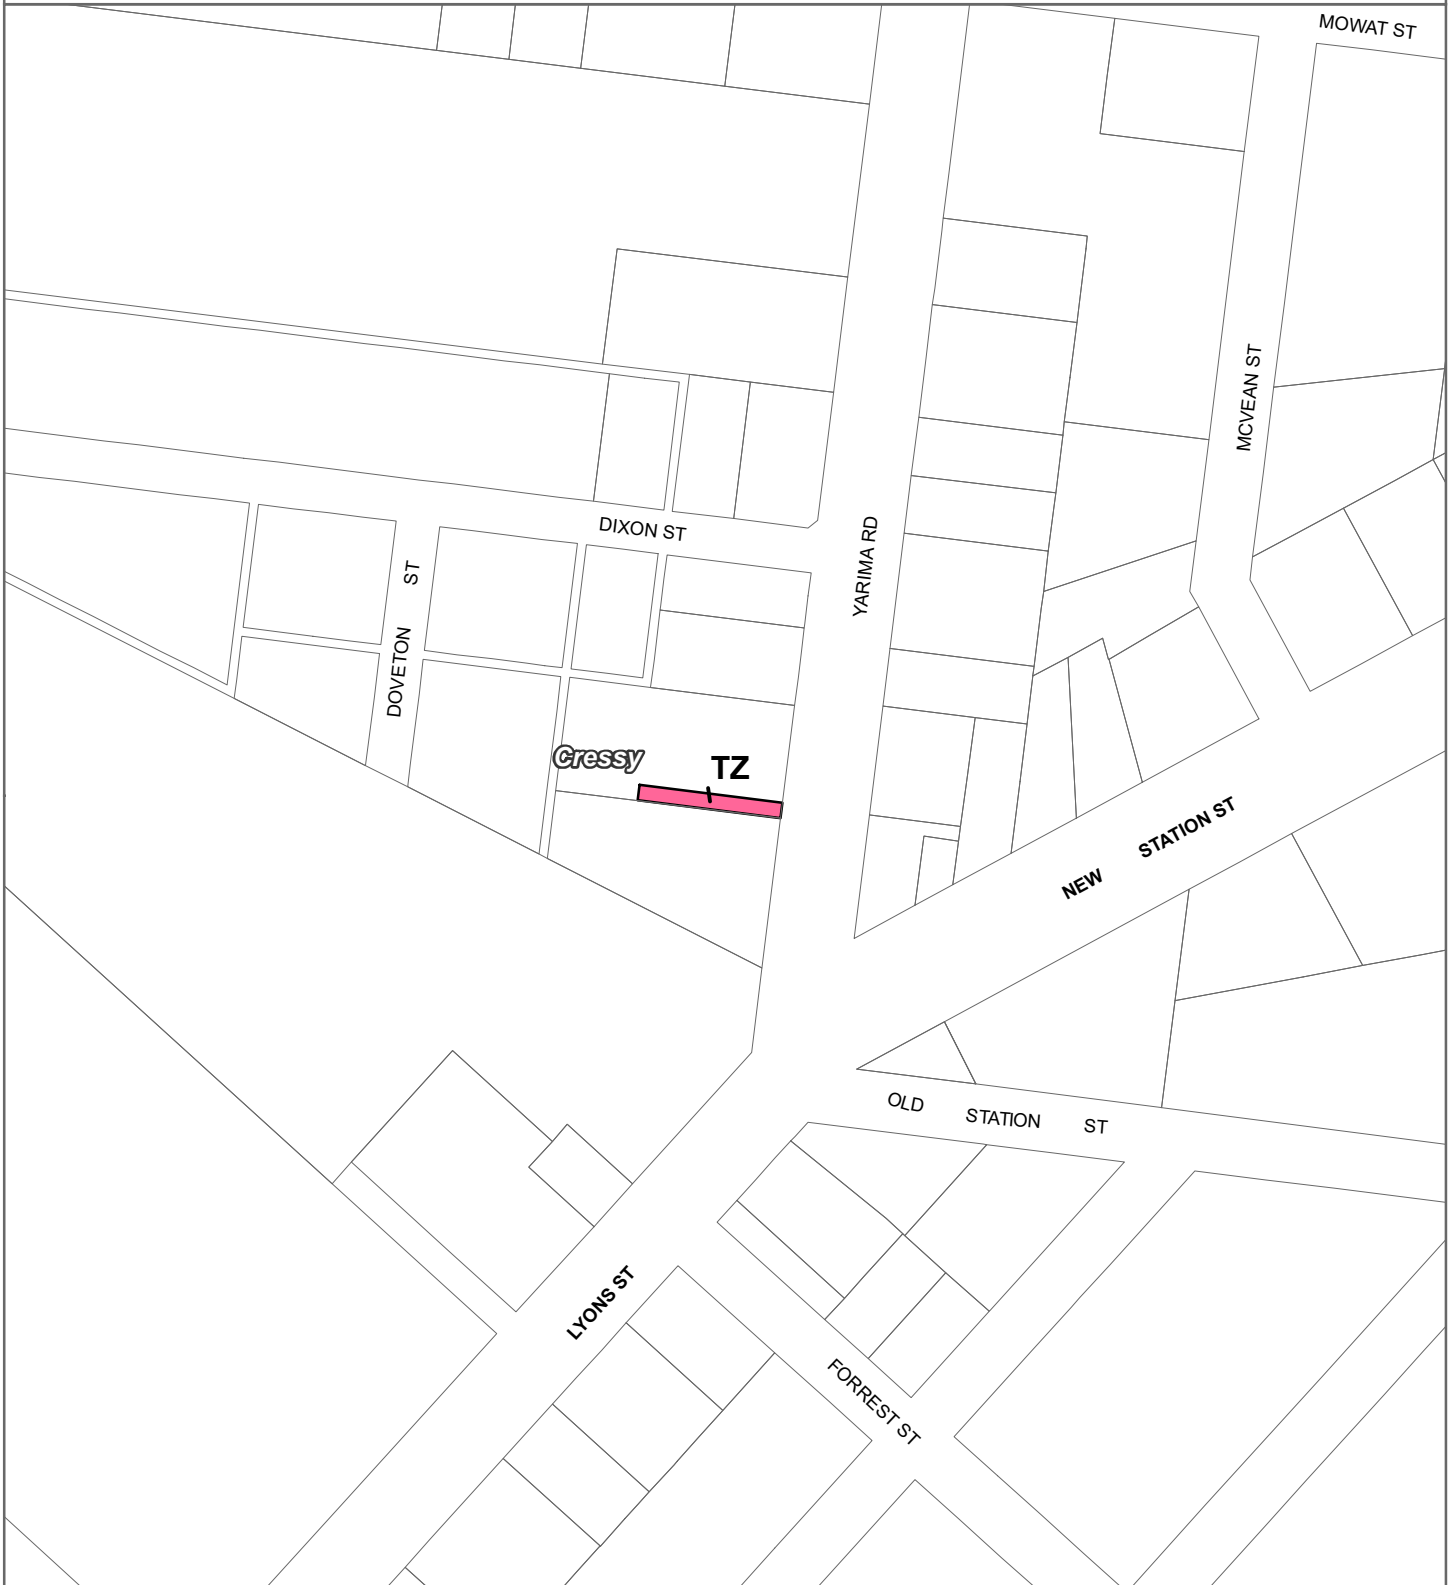 MOWAT ST
MCVEAN ST
DIXON ST
YARIMA RD
DOVETON ST
Cressy
TZ
NEW STATION ST
OLD STATION ST
LYONS ST
FORREST ST